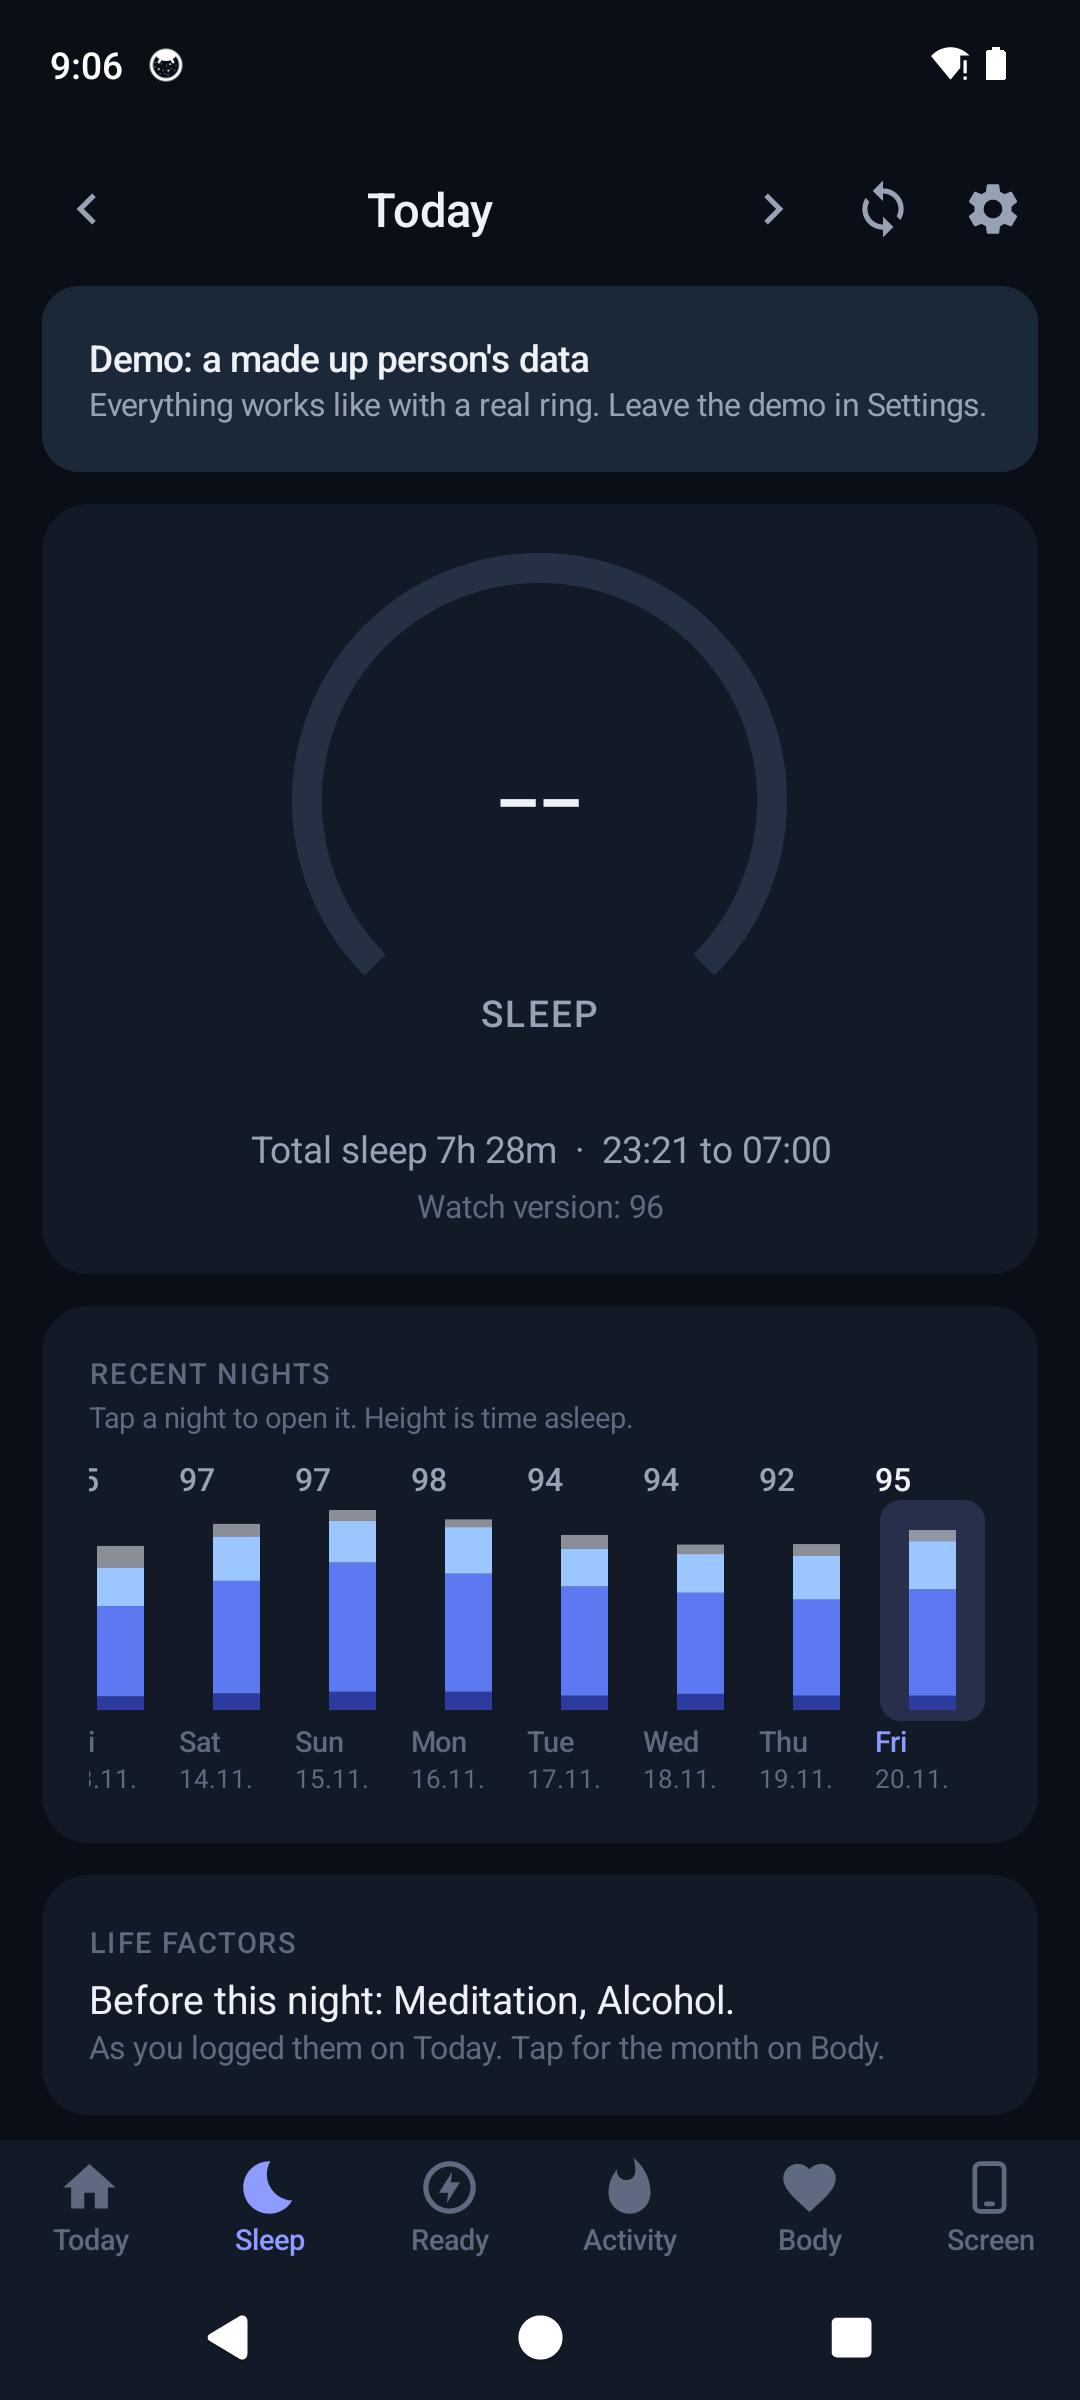 9:06
Today
Demo: a made up person's data
Everything works like with a real ring. Leave the demo in Settings.
--
SLEEP
Total sleep 7h 28m · 23:21 to 07:00
Watch version: 96
RECENT NIGHTS
Tap a night to open it. Height is time asleep.
97 97 98 94 94 92 95
Sat Sun Mon Tue Wed Thu Fri
.11. 14.11. 15.11. 16.11. 17.11. 18.11. 19.11. 20.11.
LIFE FACTORS
Before this night: Meditation, Alcohol.
As you logged them on Today. Tap for the month on Body.
Today Sleep Ready Activity Body Screen